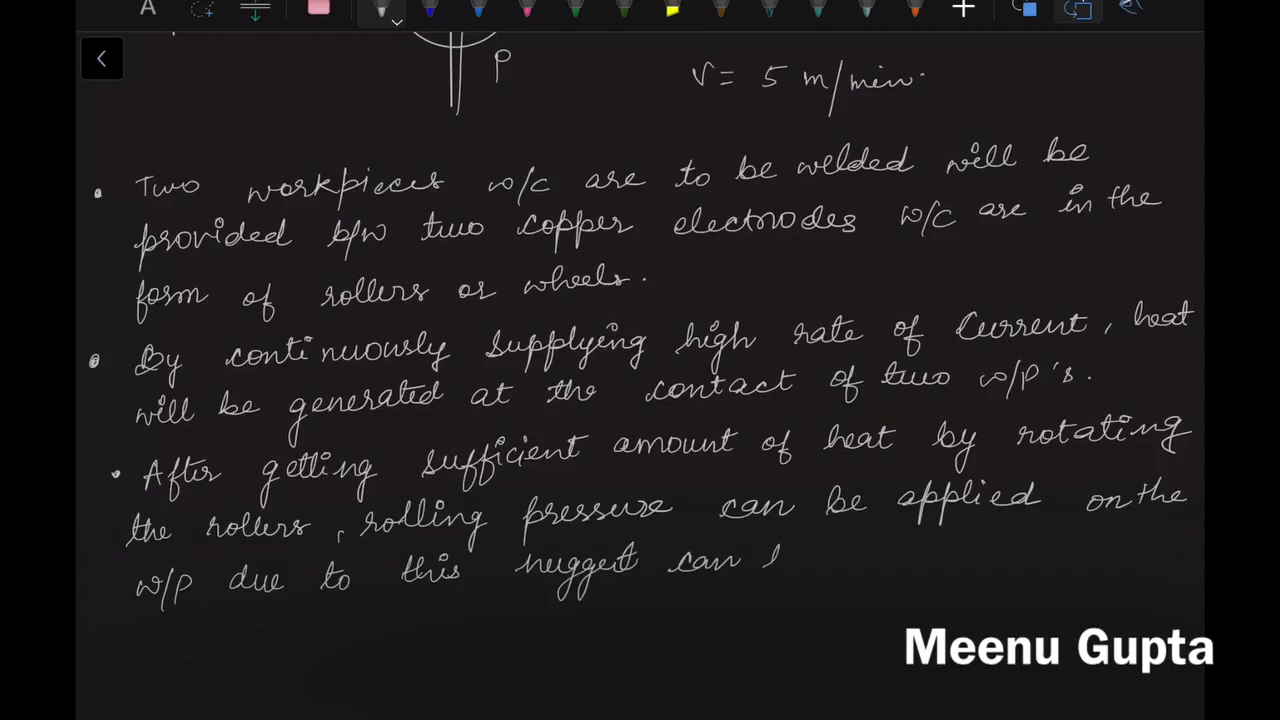 A
P
V = 5 m/min.
• Two workpieces w/c are to be welded will be
provided b/w two copper electrodes w/c are in the
form of rollers or wheels.
• By continuously supplying high rate of current, heat
will be generated at the contact of two w/p's.
• After getting sufficient amount of heat by rotating
the rollers, rolling pressure can be applied on the
w/p due to this nuggest can
Meenu Gupta